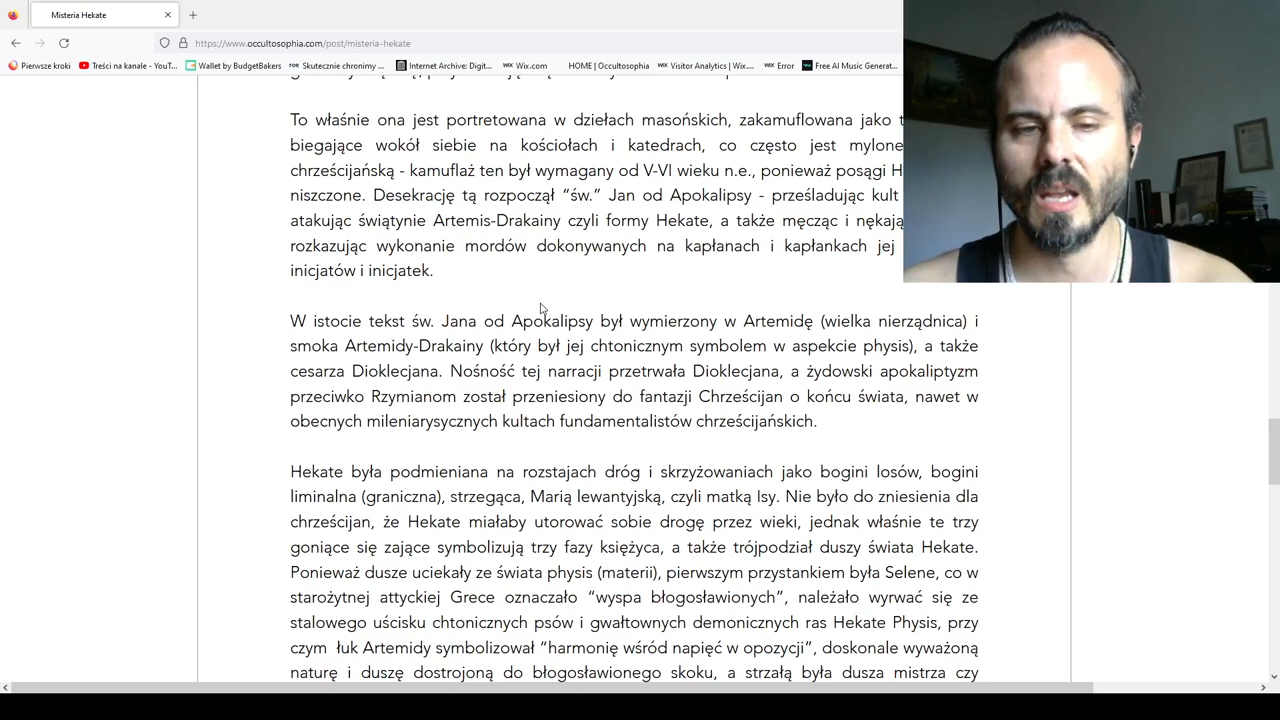 Misteria Hekate
https://www.occultosophia.com/post/misteria-hekate
Pierwsze kroki Treści na kanale - YouT... Wallet by BudgetBakers Skutecznie chronimy ... Internet Archive: Digit... Wix.com HOME | Occultosophia Visitor Analytics | Wix.... Error Free AI Music Generat...
To właśnie ona jest portretowana w dziełach masońskich, zakamuflowana jako
biegające wokół siebie na kościołach i katedrach, co często jest
chrześcijańską - kamuflaż ten był wymagany od V-VI wieku n.e., ponieważ posągi
niszczone. Desekrację tą rozpoczął “św.” Jan od Apokalipsy - prześladując kult
atakując świątynie Artemis-Drakainy czyli formy Hekate, a także męcząc i
rozkazując wykonanie mordów dokonywanych na kapłanach i kapłankach jej
inicjatów i inicjatek.
W istocie tekst św. Jana od Apokalipsy był wymierzony w Artemidę (wielka nierządnica) i
smoka Artemidy-Drakainy (który był jej chtonicznym symbolem w aspekcie physis), a także
cesarza Dioklecjana. Nośność tej narracji przetrwała Dioklecjana, a żydowski apokaliptyzm
przeciwko Rzymianom został przeniesiony do fantazji Chrześcijan o końcu świata, nawet w
obecnych mileniarysycznych kultach fundamentalistów chrześcijańskich.
Hekate była podmieniana na rozstajach dróg i skrzyżowaniach jako bogini losów, bogini
liminalna (graniczna), strzegąca, Marią lewantyjską, czyli matką Isy. Nie było do zniesienia dla
chrześcijan, że Hekate miałaby utorować sobie drogę przez wieki, jednak właśnie te trzy
goniące się zające symbolizują trzy fazy księżyca, a także trójpodział duszy świata Hekate.
Ponieważ dusze uciekały ze świata physis (materii), pierwszym przystankiem była Selene, co w
starożytnej attyckiej Grece oznaczało “wyspa błogosławionych”, należało wyrwać się ze
stalowego uścisku chtonicznych psów i gwałtownych demonicznych ras Hekate Physis, przy
czym łuk Artemidy symbolizował “harmonię wśród napięć w opozycji”, doskonale wyważoną
naturę i duszę dostrojoną do błogosławionego skoku, a strzałą była dusza mistrza czy